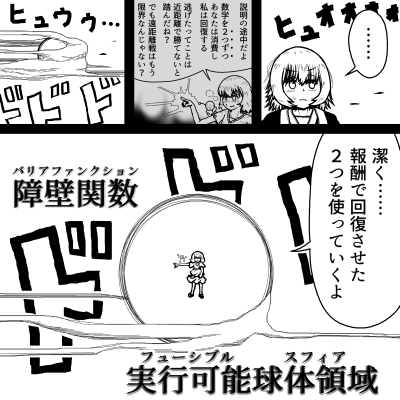 ヒュオオオオ
……
説明の途中だよ
数学を２つずつ
あなたは消費し
私は回復する
逃げたってことは
近距離で勝てないと
踏んだね？
でも遠距離戦はもう
限界なんじゃない？
ヒュウゥ…
ドドド
潔く……
報酬で回復させた
２つを使っていくよ
バリアファンクション
障壁関数
フューシブル スフィア
実行可能球体領域